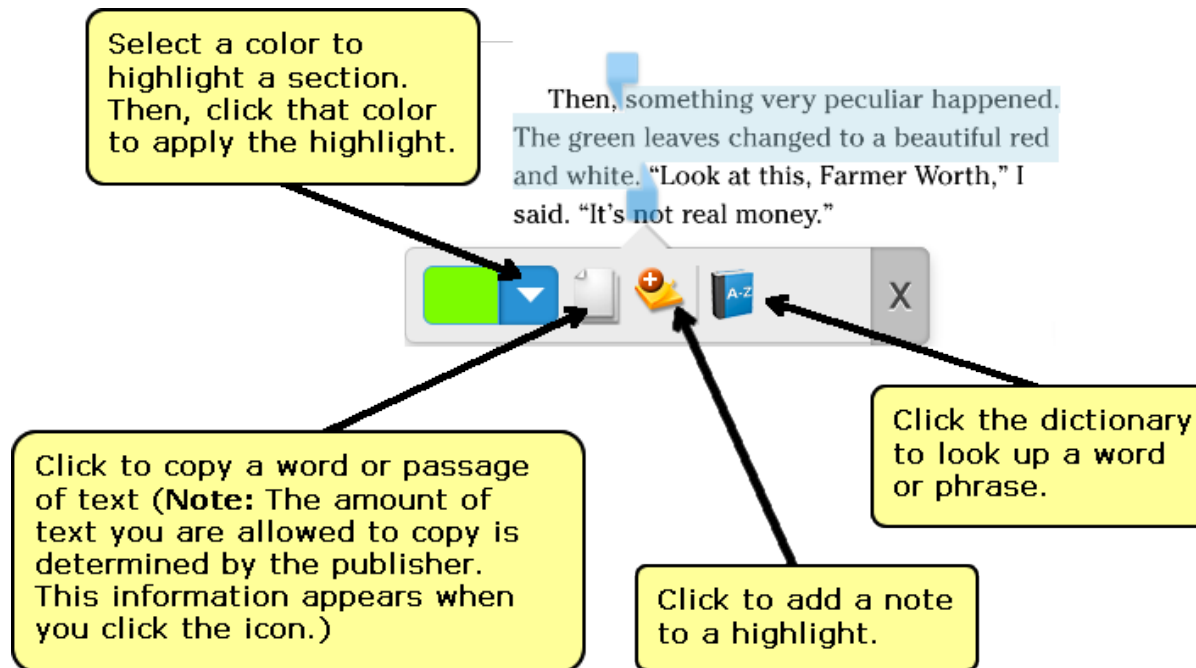 Select a color to
highlight a section.
Then, click that color
to apply the highlight.
Then, something very peculiar happened.
The green leaves changed to a beautiful red
and white. “Look at this, Farmer Worth,” I
said. “It’s not real money.”
A-Z
X
Click the dictionary
to look up a word
or phrase.
Click to copy a word or passage
of text (Note: The amount of
text you are allowed to copy is
determined by the publisher.
This information appears when
you click the icon.)
Click to add a note
to a highlight.